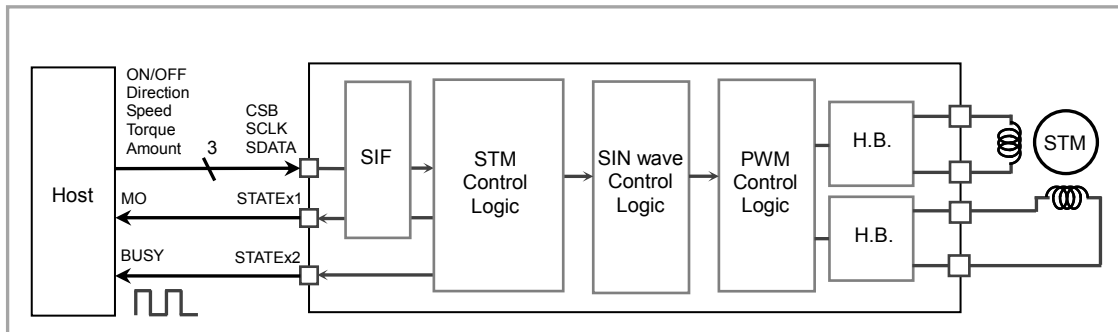 Host
ON/OFF
Direction
Speed
Torque
Amount
3
CSB
SCLK
SDATA
MO
STATEx1
BUSY
STATEx2
SIF
STM
Control
Logic
SIN wave
Control
Logic
PWM
Control
Logic
H.B.
H.B.
STM